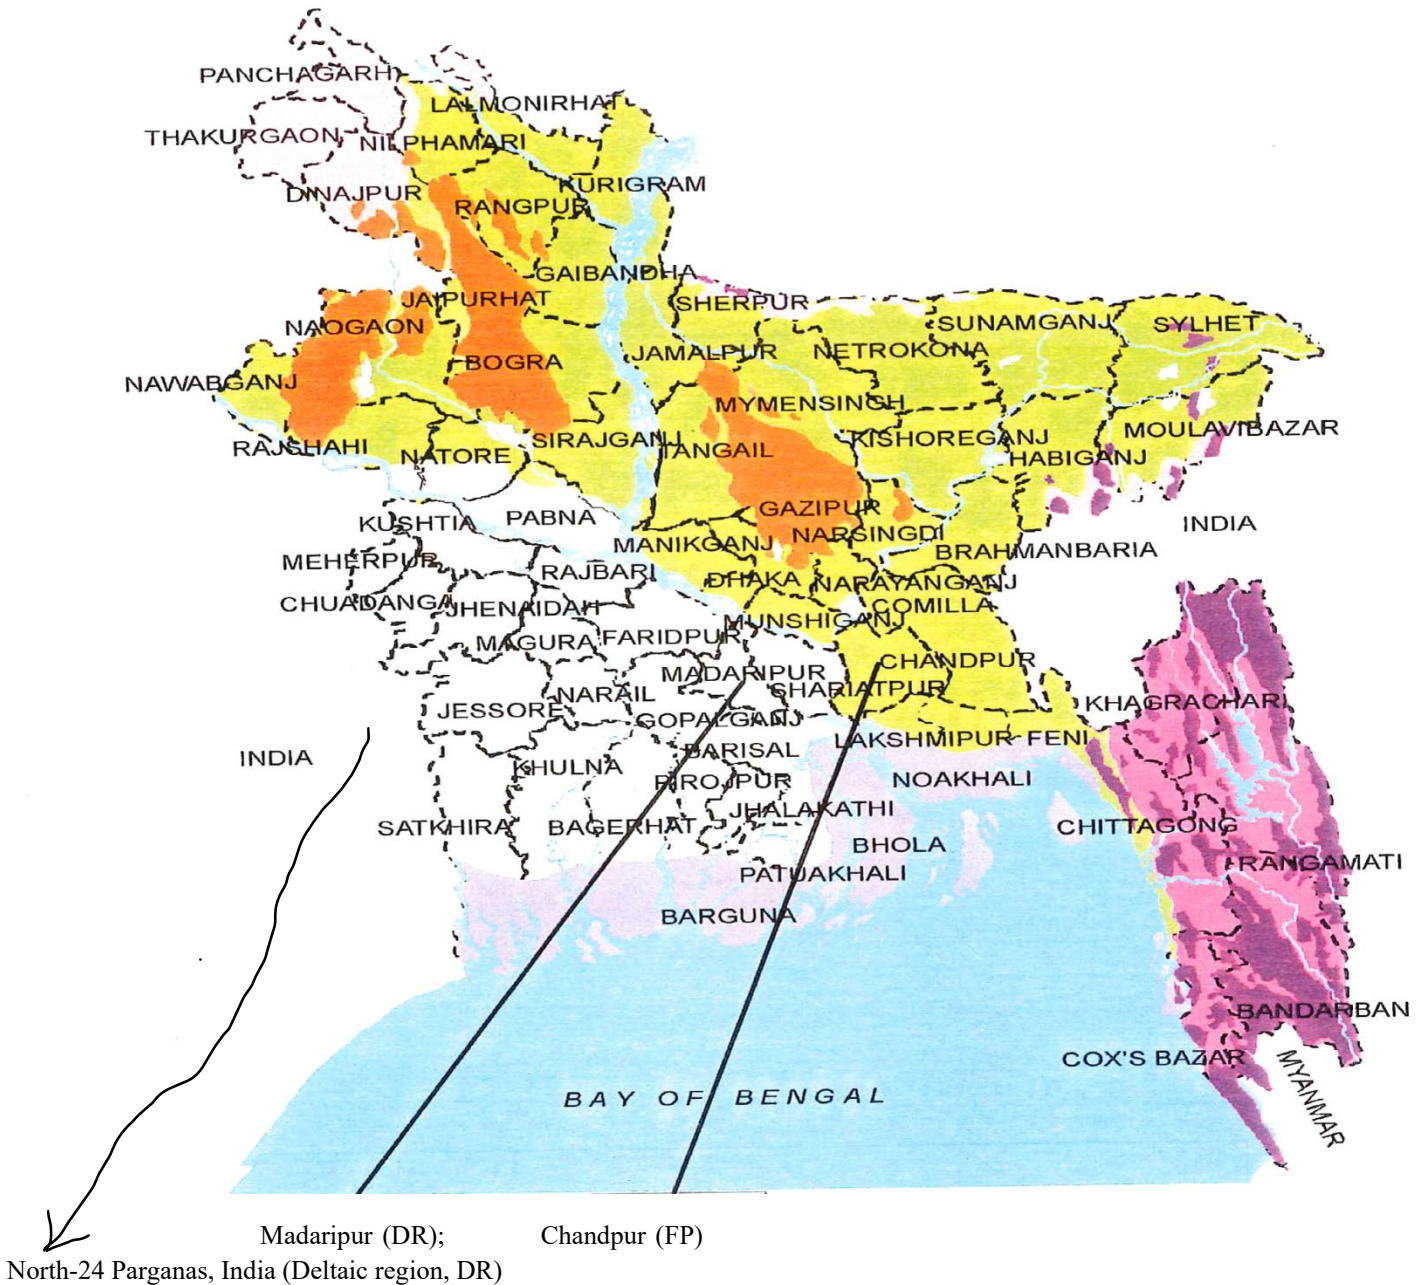 PANCHAGARH
LALMONIRHAT
THAKURGAON
NILPHAMARI
DINAJPUR
KURIGRAM
RANGPUR
GAIBANDHA
JAIPURHAT
SHERPUR
NAOGAON
SUNAMGANJ
SYLHET
BOGRA
JAMALPUR
NETROKONA
NAWABGANJ
MYMENSINGH
RAJSHAHI
NATORE
SIRAJGANJ
TANGAIL
KISHOREGANJ
MOULAVIBAZAR
HABIGANJ
GAZIPUR
KUSHTIA
PABNA
INDIA
MANIKGANJ
NARSINGDI
BRAHMANBARIA
MEHERPUR
RAJBARI
DHAKA
NARAYANGANJ
CHUADANGA
JHENAIDAH
COMILLA
MUNSHIGANJ
MAGURA
FARIDPUR
CHANDPUR
MADARIPUR
SHARIATPUR
NARAIL
JESSORE
GOPALGANJ
KHAGRACHARI
LAKSHMIPUR
FENI
BARISAL
INDIA
KHULNA
PIROJPUR
NOAKHALI
JHALAKATHI
SATKHIRA
BAGERHAT
CHITTAGONG
BHOLA
RANGAMATI
PATUAKHALI
BARGUNA
BANDARBAN
COX'S BAZAR
MYANMAR
BAY OF BENGAL
Madaripur (DR); Chandpur (FP)
North-24 Parganas, India (Deltaic region, DR)